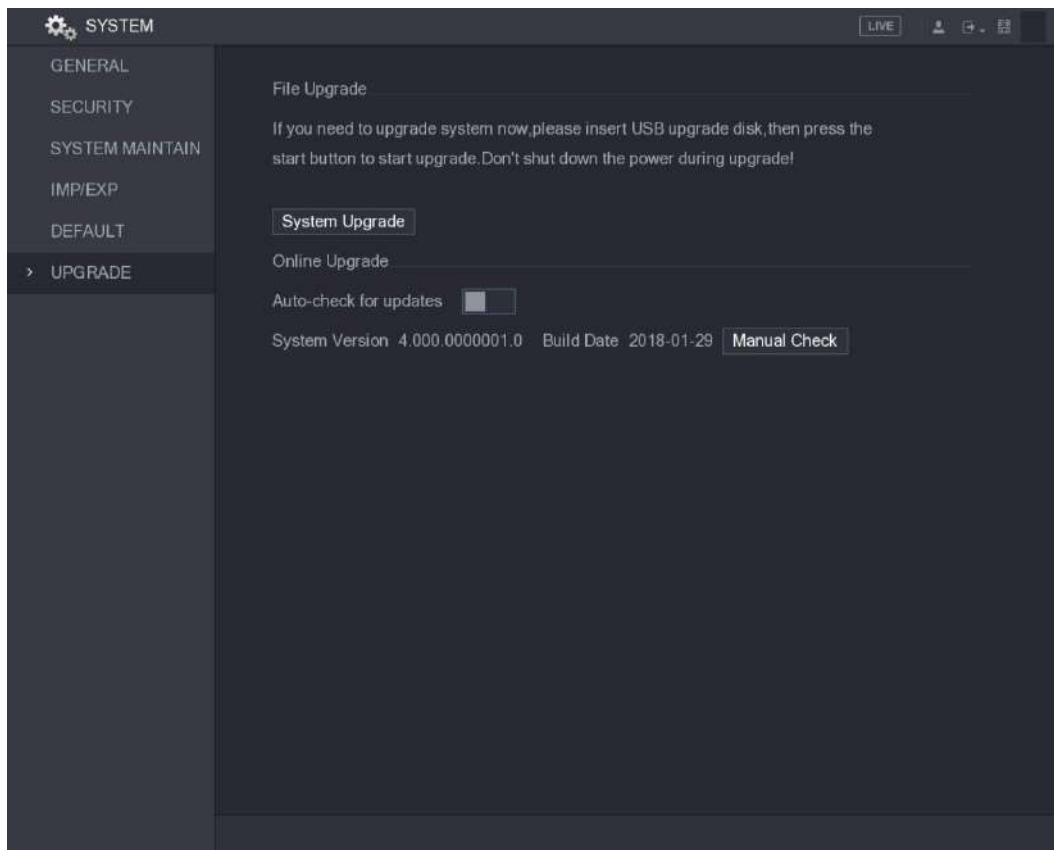 SYSTEM
LIVE
GENERAL
SECURITY
SYSTEM MAINTAIN
IMP/EXP
DEFAULT
UPGRADE
File Upgrade
If you need to upgrade system now,please insert USB upgrade disk,then press the
start button to start upgrade.Don't shut down the power during upgrade!
System Upgrade
Online Upgrade
Auto-check for updates
System Version 4.000.0000001.0 Build Date 2018-01-29 Manual Check